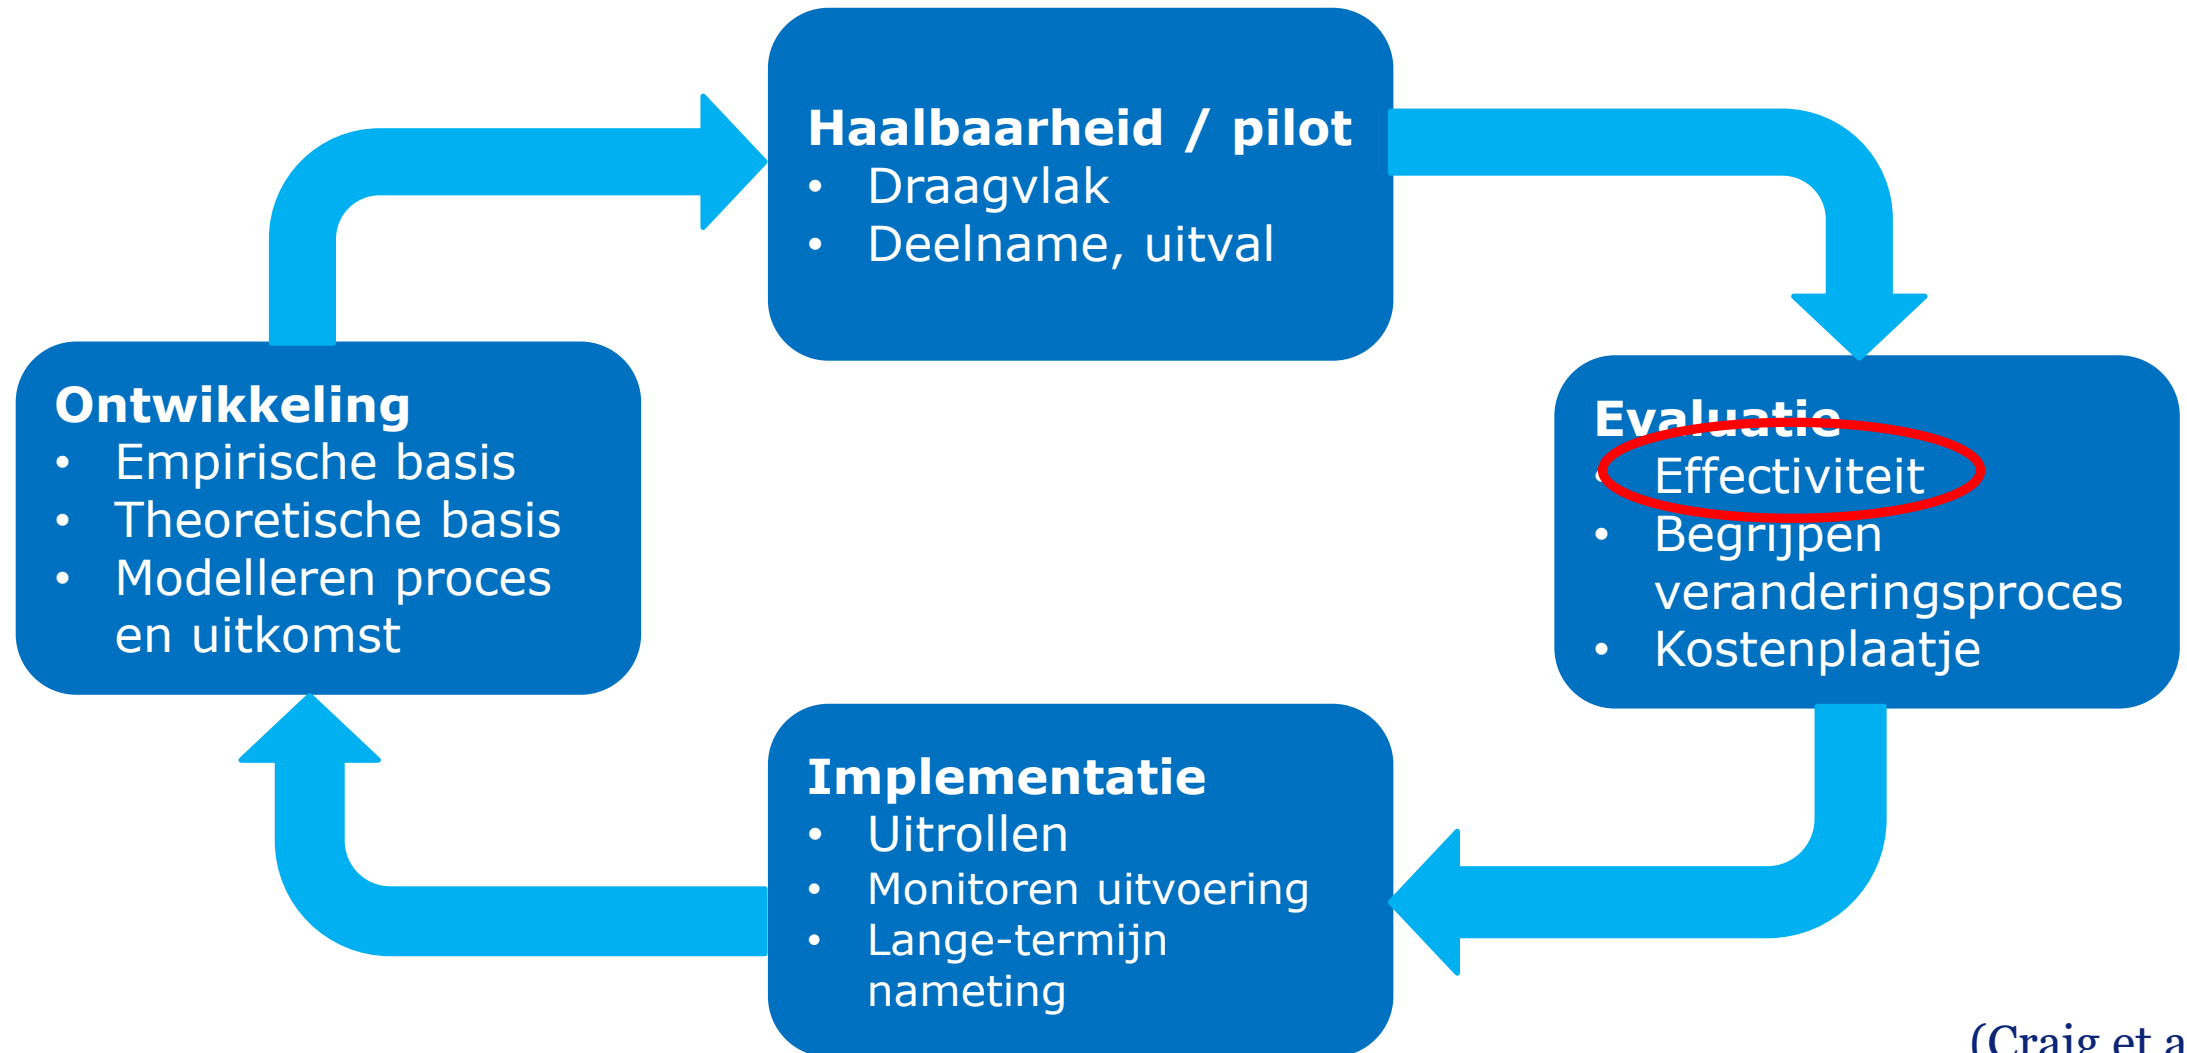 Haalbaarheid / pilot
• Draagvlak
• Deelname, uitval
Ontwikkeling
• Empirische basis
• Theoretische basis
• Modelleren proces
en uitkomst
Evaluatie
• Effectiviteit
• Begrijpen
veranderingsproces
• Kostenplaatje
Implementatie
• Uitrollen
• Monitoren uitvoering
• Lange-termijn
nameting
(Craig et a